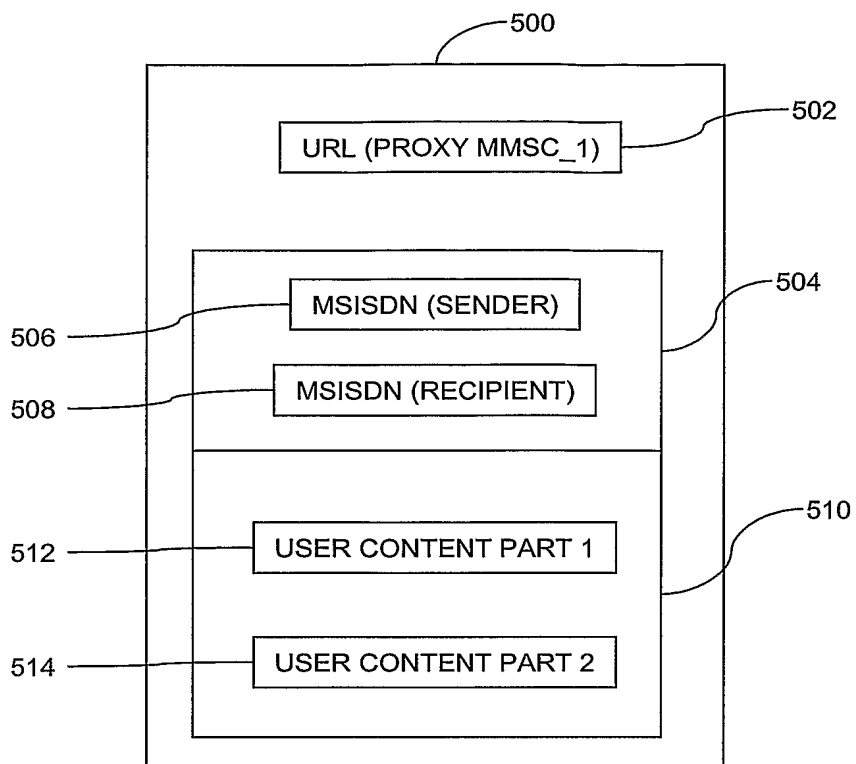 500
URL (PROXY MMSC_1)
502
504
MSISDN (SENDER)
506
MSISDN (RECIPIENT)
508
510
USER CONTENT PART 1
512
USER CONTENT PART 2
514